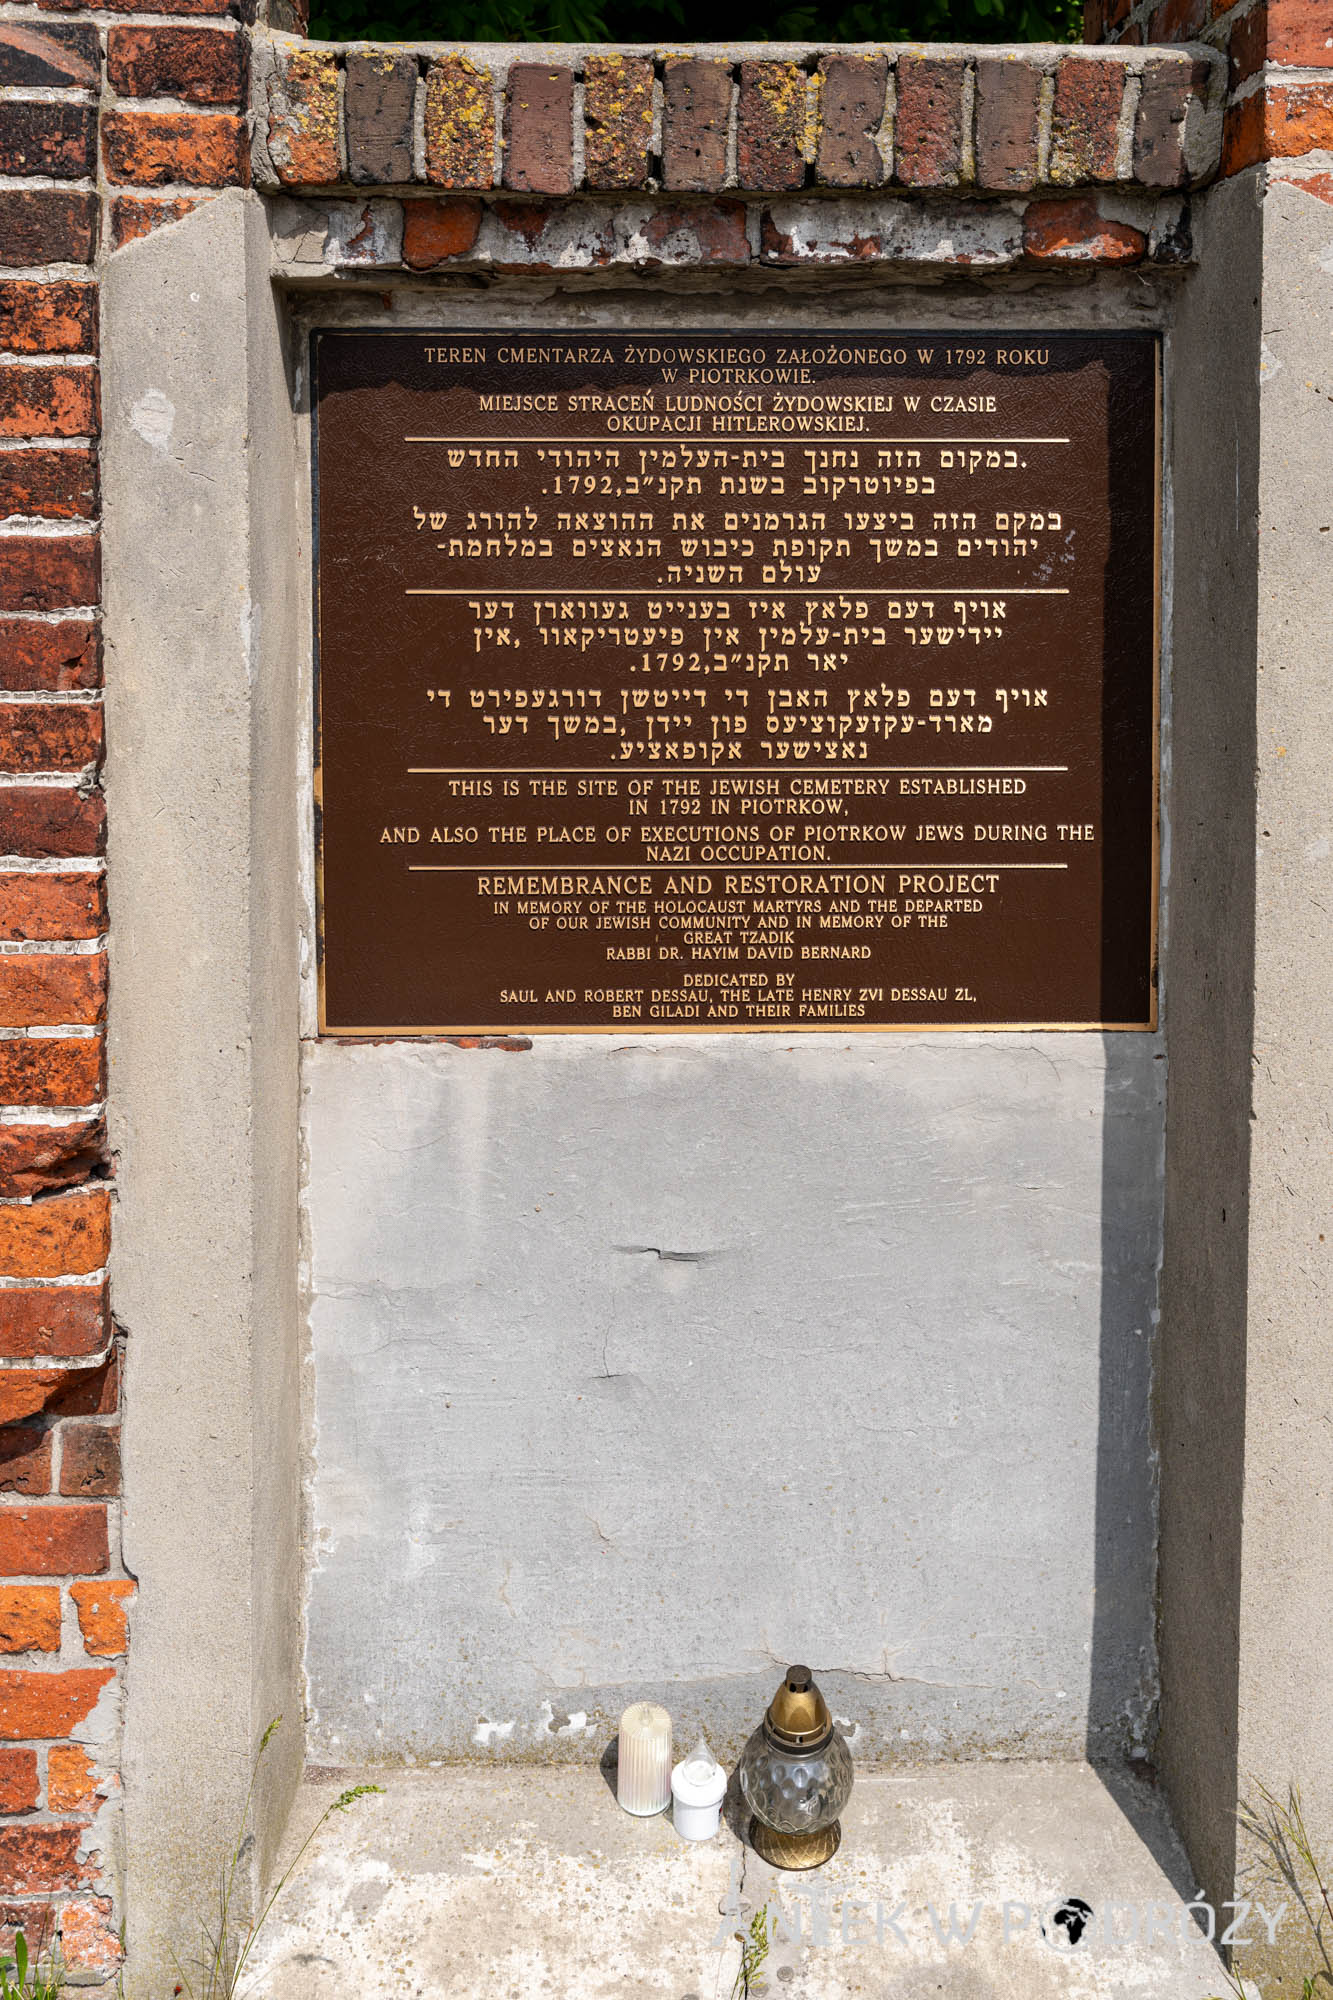 TEREN CMENTARZA ŻYDOWSKIEGO ZAŁOŻONEGO W 1792 ROKU
W PIOTRKOWIE.
MIEJSCE STRACEŃ LUDNOŚCI ŻYDOWSKIEJ W CZASIE
OKUPACJI HITLEROWSKIEJ.
.במקום הזה נחנך בית-העלמין היהודי החדש
בפיוטרקוב בשנת תקנ״ב,1792.
במקם הזה ביצעו הגרמנים את ההוצאה להורג של
יהודים במשך תקופת כיבוש הנאצים במלחמת-
עולם השניה.
אויף דעם פלאץ איז בענייט געווארן דער
יידישער בית-עלמין אין פיעטריקאוו ,אין
יאר תקנ״ב,1792.
אויף דעם פלאץ האבן די דייטשן דורגעפירט די
מארד-עקזעקוציעס פון יידן ,במשך דער
נאצישער אקופאציע.
THIS IS THE SITE OF THE JEWISH CEMETERY ESTABLISHED
IN 1792 IN PIOTRKOW,
AND ALSO THE PLACE OF EXECUTIONS OF PIOTRKOW JEWS DURING THE
NAZI OCCUPATION.
REMEMBRANCE AND RESTORATION PROJECT
IN MEMORY OF THE HOLOCAUST MARTYRS AND THE DEPARTED
OF OUR JEWISH COMMUNITY AND IN MEMORY OF THE
GREAT TZADIK
RABBI DR. HAYIM DAVID BERNARD
DEDICATED BY
SAUL AND ROBERT DESSAU, THE LATE HENRY ZVI DESSAU ZL,
BEN GILADI AND THEIR FAMILIES
ANTEK W PODRÓZY